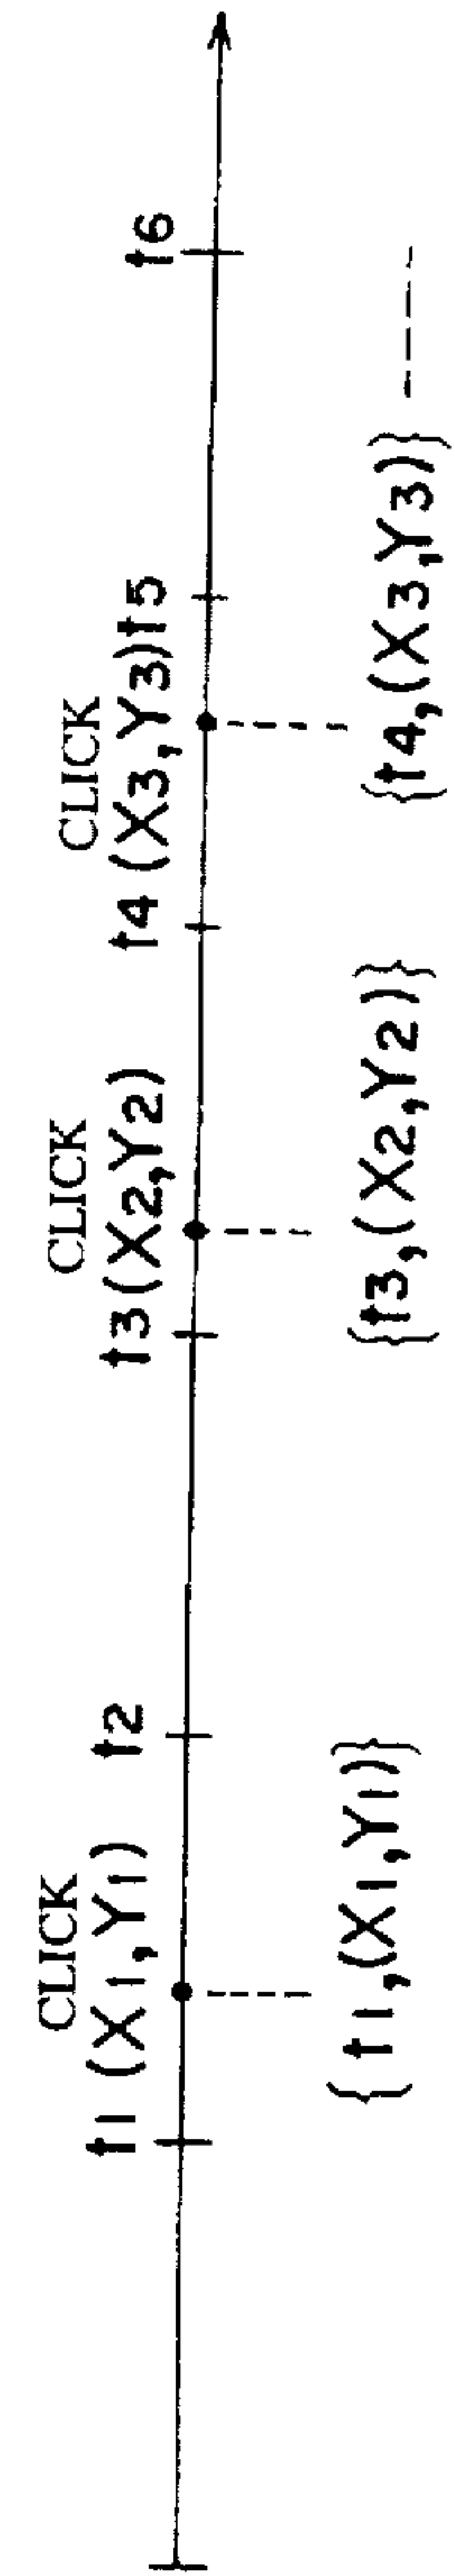 CLICK CLICK CLICK
t1 (X1,Y1) t2 t3(X2,Y2) t4 (X3,Y3)t5 t6
{t1,(X1,Y1)} {t3,(X2,Y2)} {t4,(X3,Y3)}